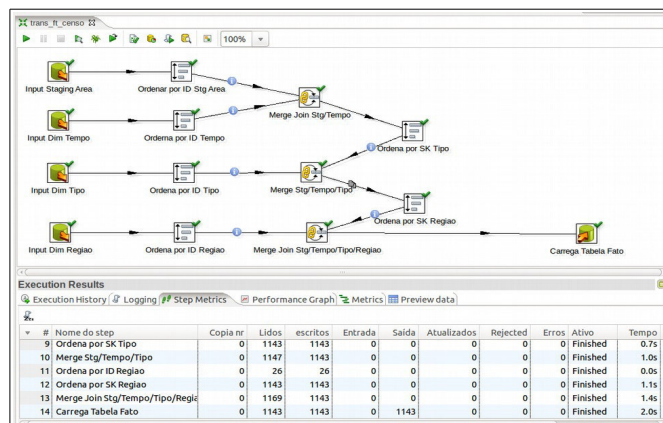 trans_ft_censo
100%
Input Staging Area
Ordenar por ID Stg Area
Merge Join Stg/Tempo
Input Dim Tempo
Orderna por ID Tempo
Ordena por SK Tipo
Input Dim Tipo
Ordena por ID Tipo
Merge Stg/Tempo/Tipo
Ordena por SK Regiao
Input Dim Regiao
Ordena por ID Regiao
Merge Join Stg/Tempo/Tipo/Regiao
Carrega Tabela Fato
Execution Results
Execution History Logging Step Metrics Performance Graph Metrics Preview data
# Nome do step Copia nr Lidos escritos Entrada Saída Atualizados Rejected Erros Ativo Tempo
9 Ordena por SK Tipo 0 1143 1143 0 0 0 0 0 Finished 0.7s
10 Merge Stg/Tempo/Tipo 0 1147 1143 0 0 0 0 0 Finished 1.0s
11 Ordena por ID Regiao 0 26 26 0 0 0 0 0 Finished 0.0s
12 Ordena por SK Regiao 0 1143 1143 0 0 0 0 0 Finished 1.1s
13 Merge Join Stg/Tempo/Tipo/Regia 0 1169 1143 0 0 0 0 0 Finished 1.4s
14 Carrega Tabela Fato 0 1143 1143 0 1143 0 0 0 Finished 2.0s